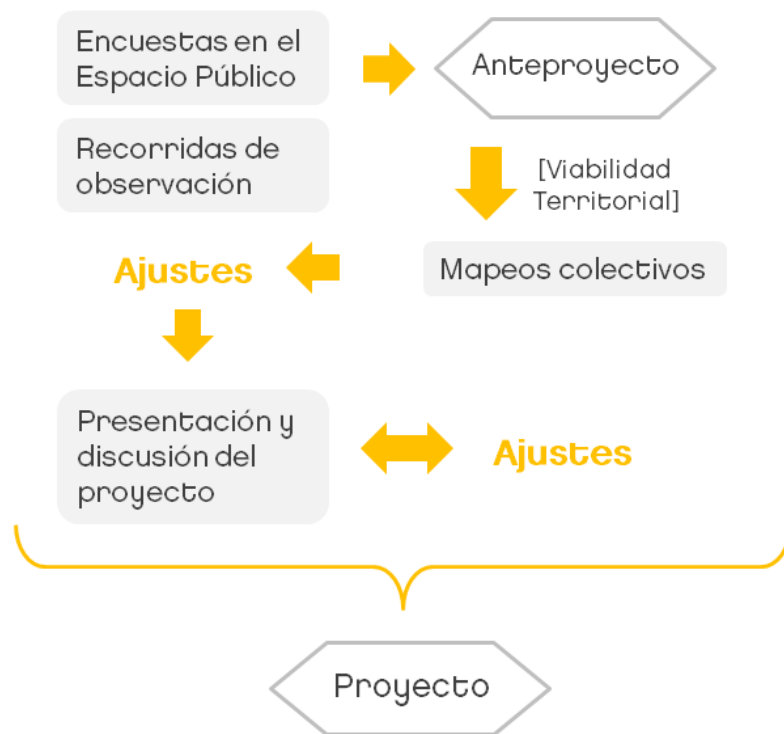 Encuestas en el
Espacio Público
Anteproyecto
Recorridas de
observación
[Viabilidad
Territorial]
Mapeos colectivos
Ajustes
Presentación y
discusión del
proyecto
Ajustes
Proyecto